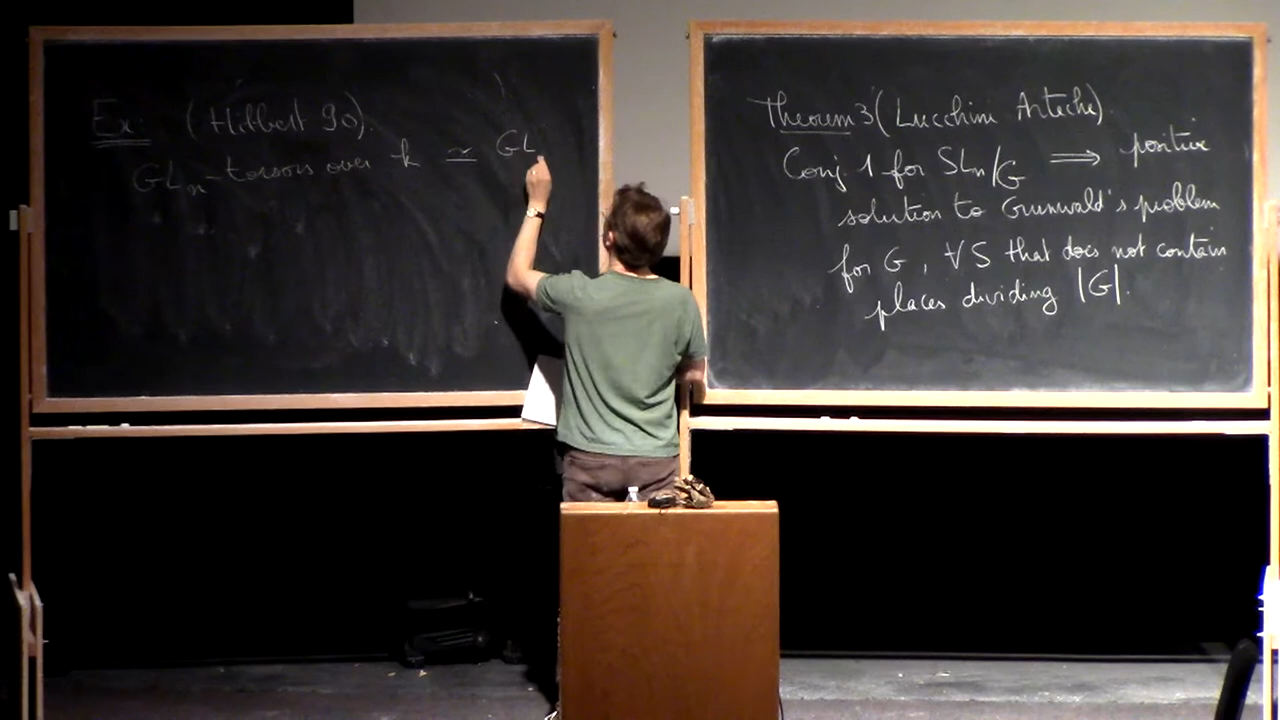 Ex: (Hilbert 90).
GLn-torsors over k ≃ GL
Theorem 3 (Lucchini Arteche)
Conj 1 for SLn/G ⟹ positive
solution to Grunwald's problem
for G, ∀S that does not contain
places dividing |G|.